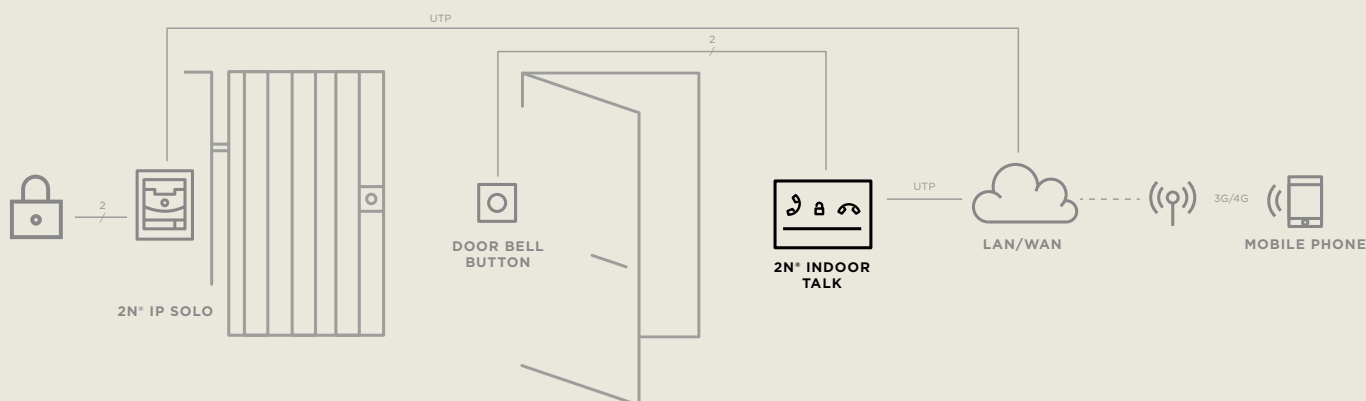 UTP
2
2
UTP
3G/4G
DOOR BELL
BUTTON
LAN/WAN
MOBILE PHONE
2N® INDOOR
TALK
2N® IP SOLO